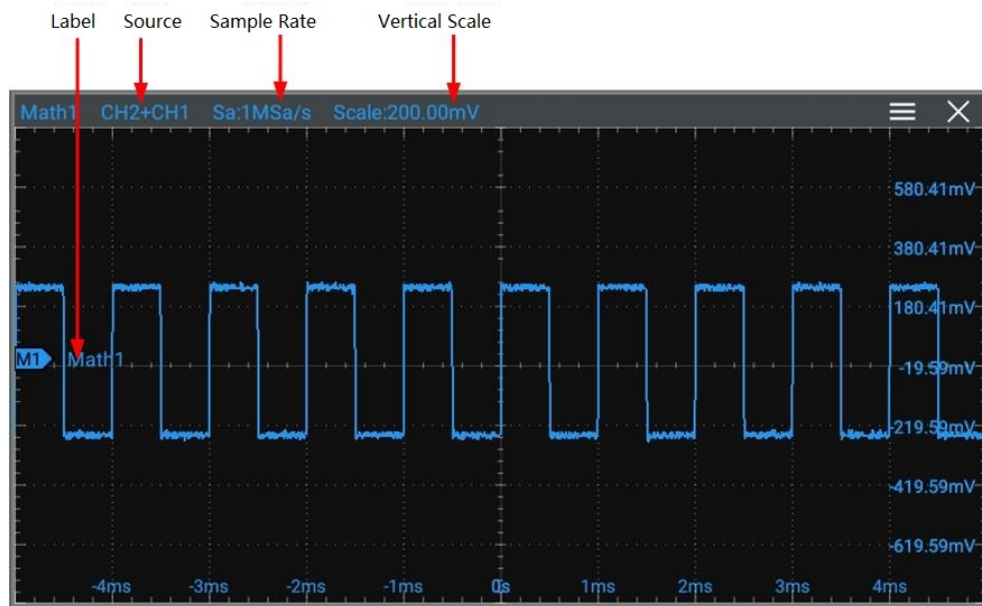 Label Source Sample Rate Vertical Scale
Math1 CH2+CH1 Sa:1MSa/s Scale:200.00mV
580.41mV
380.41mV
180.41mV
M1 Math1
-19.59mV
-219.59mV
-419.59mV
-619.59mV
-4ms -3ms -2ms -1ms 0s 1ms 2ms 3ms 4ms